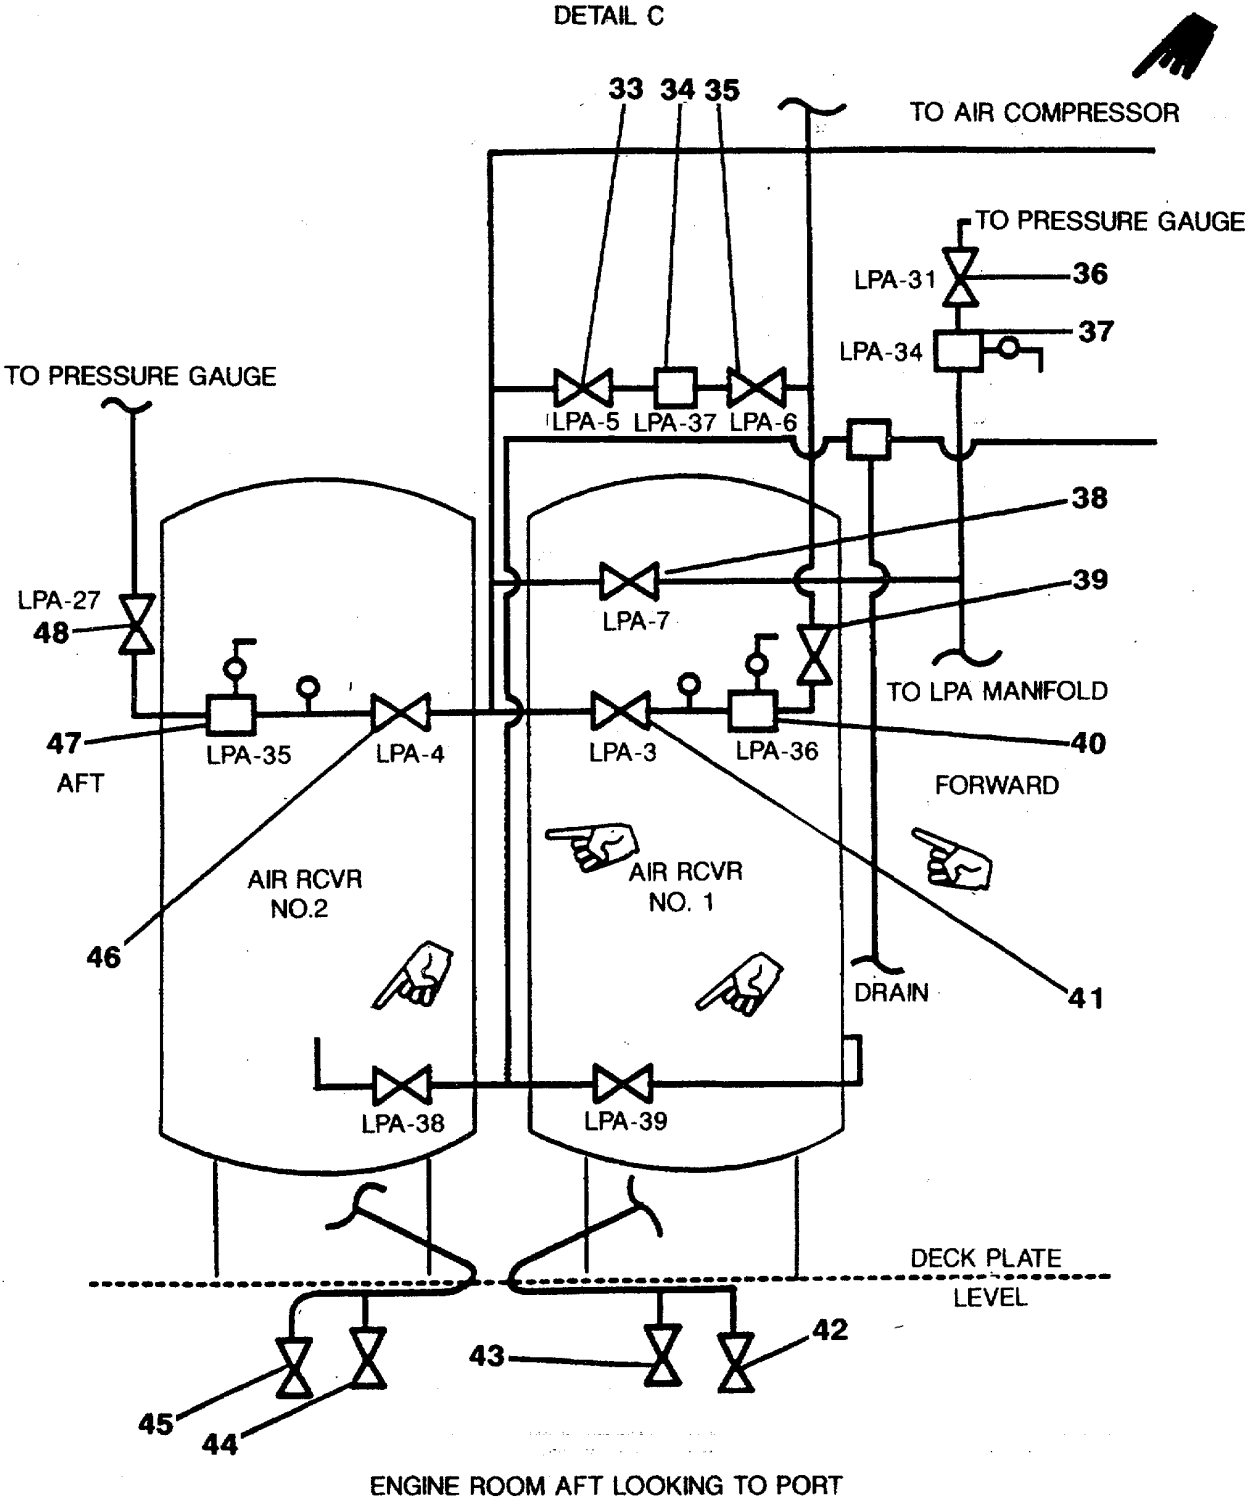 DETAIL C
33 34 35
TO AIR COMPRESSOR
TO PRESSURE GAUGE
LPA-31
36
37
LPA-34
TO PRESSURE GAUGE
LPA-5 LPA-37 LPA-6
38
39
LPA-27
48
LPA-7
TO LPA MANIFOLD
47
LPA-35
LPA-4
LPA-3
LPA-36
40
AFT
FORWARD
AIR RCVR
NO.2
AIR RCVR
NO. 1
46
DRAIN
41
LPA-38
LPA-39
DECK PLATE
LEVEL
43
42
45
44
ENGINE ROOM AFT LOOKING TO PORT